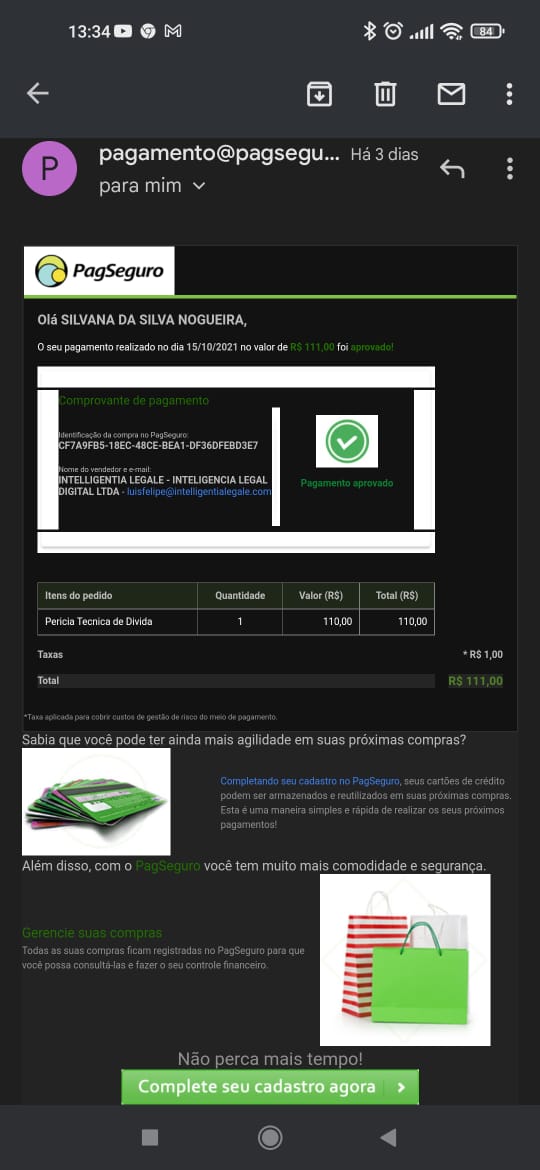 13:34
84
P
pagamento@pagsegu... Há 3 dias
para mim
PagSeguro
Olá SILVANA DA SILVA NOGUEIRA,
O seu pagamento realizado no dia 15/10/2021 no valor de R$ 111,00 foi aprovado!
Comprovante de pagamento
Identificação da compra no PagSeguro:
CF7A9FB5-18EC-48CE-BEA1-DF36DFEBD3E7
Nome do vendedor e e-mail:
INTELLIGENTIA LEGALE - INTELIGENCIA LEGAL
DIGITAL LTDA - luisfelipe@intelligentialegale.com
Pagamento aprovado
Itens do pedido Quantidade Valor (R$) Total (R$)
Pericia Tecnica de Divida 1 110,00 110,00
Taxas * R$ 1,00
Total R$ 111,00
*Taxa aplicada para cobrir custos de gestão de risco do meio de pagamento.
Sabia que você pode ter ainda mais agilidade em suas próximas compras?
Completando seu cadastro no PagSeguro, seus cartões de crédito
podem ser armazenados e reutilizados em suas próximas compras.
Esta é uma maneira simples e rápida de realizar os seus próximos
pagamentos!
Além disso, com o PagSeguro você tem muito mais comodidade e segurança.
Gerencie suas compras
Todas as suas compras ficam registradas no PagSeguro para que
você possa consultá-las e fazer o seu controle financeiro.
Não perca mais tempo!
Complete seu cadastro agora